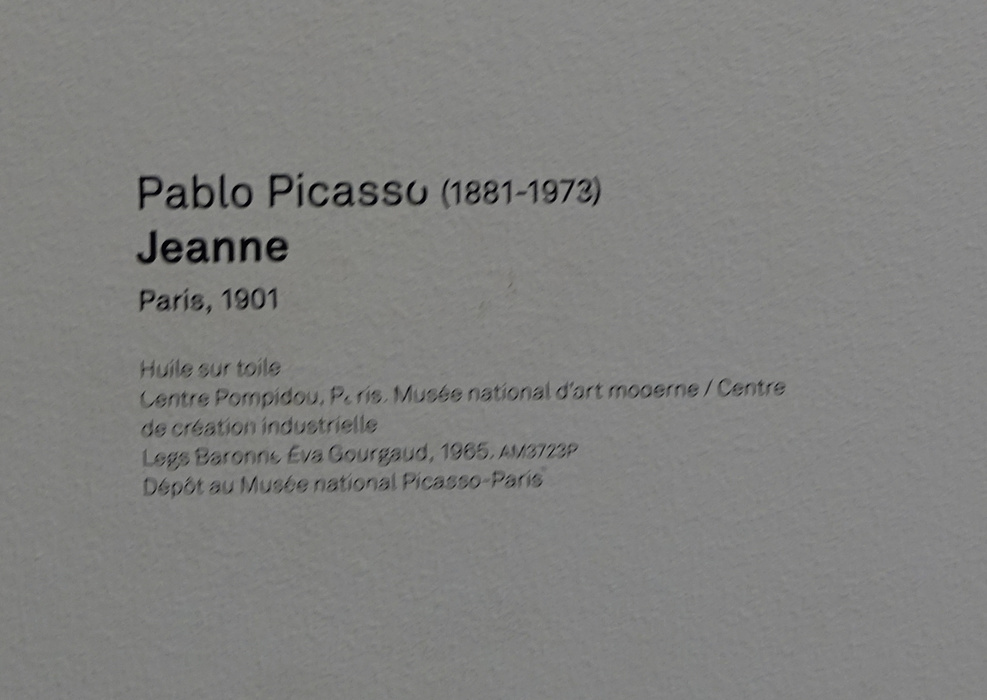 Pablo Picasso (1881-1973)
Jeanne
Paris, 1901
Huile sur toile
Centre Pompidou, Paris. Musée national d'art moderne / Centre
de création industrielle
Legs Baronne Éva Gourgaud, 1965. AM3723P
Dépôt au Musée national Picasso-Paris